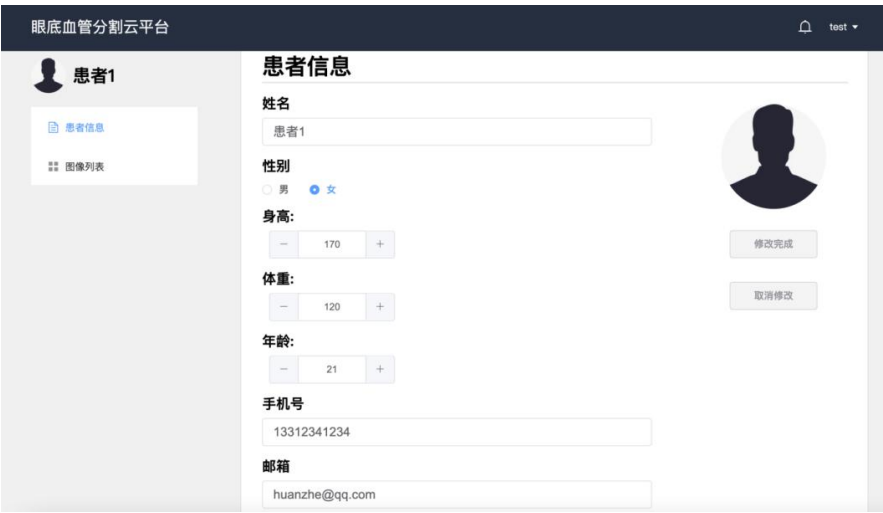 眼底血管分割云平台
test
患者1
患者信息
图像列表
患者信息
姓名
患者1
性别
男 女
身高:
170
体重:
120
年龄:
21
手机号
13312341234
邮箱
huanzhe@qq.com
修改完成
取消修改